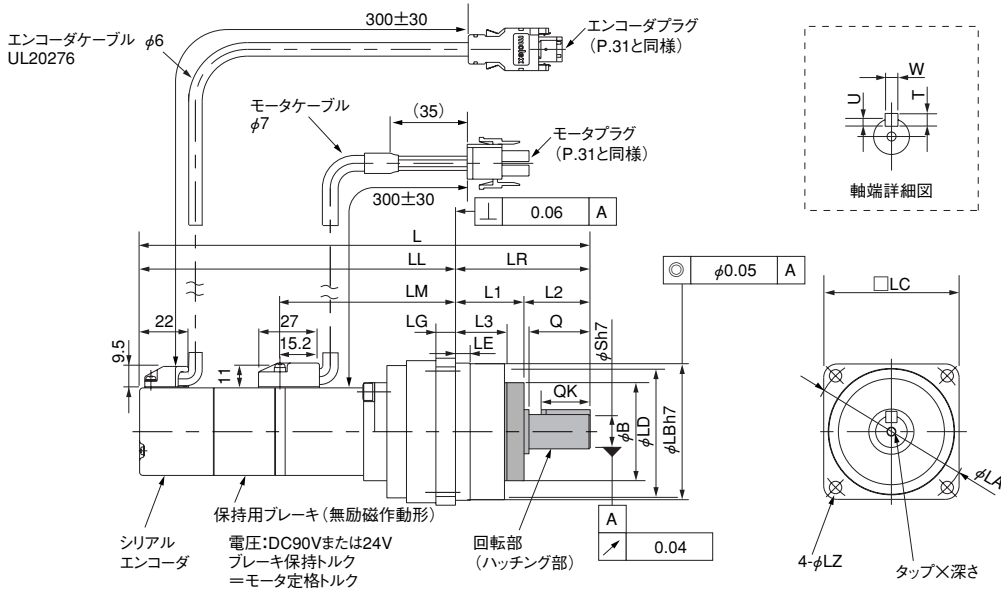 300±30
エンコーダケーブル φ6
UL20276
molex
エンコーダプラグ
(P.31と同様)
モータケーブル
φ7
(35)
モータプラグ
(P.31と同様)
300±30
⊥ 0.06 A
W
U
T
軸端詳細図
L
LL
LR
◎ φ0.05 A
□LC
LM
L1
L2
22
27
LG
L3
Q
φSh7
9.5
15.2
LE
11
QK
φB
φLD
φLBh7
φLA
保持用ブレーキ(無励磁作動形)
シリアル
エンコーダ
電圧:DC90Vまたは24V
ブレーキ保持トルク
=モータ定格トルク
回転部
(ハッチング部)
A
↗ 0.04
4-φLZ
タップ×深さ